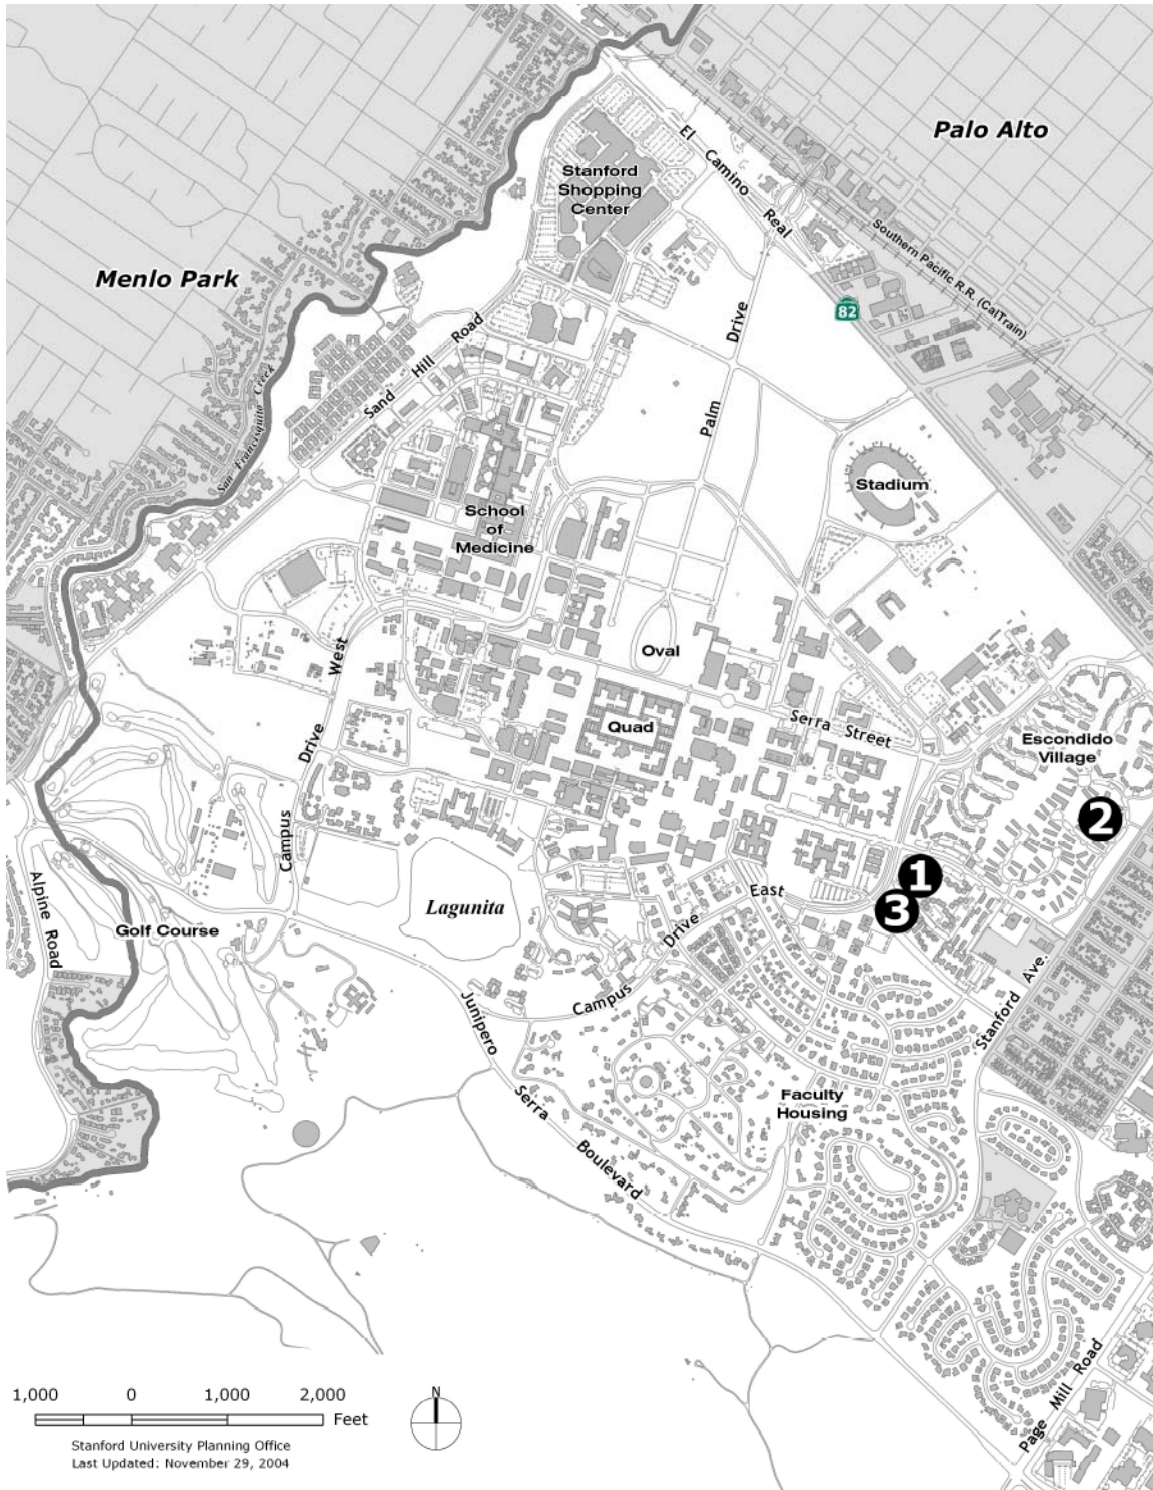 Palo Alto
El Camino Real
Stanford
Shopping
Center
Southern Pacific R.R. (CalTrain)
Menlo Park
82
Palm Drive
Sand Hill Road
San Francisquito Creek
Stadium
School
of
Medicine
Oval
Campus Drive West
Quad
Serra Street
Escondido
Village
2
1
3
Campus Drive East
Lagunita
Alpine Road
Golf Course
Stanford Ave.
Junipero Serra Boulevard
Faculty
Housing
Page Mill Road
1,000 0 1,000 2,000
Feet
N
Stanford University Planning Office
Last Updated: November 29, 2004